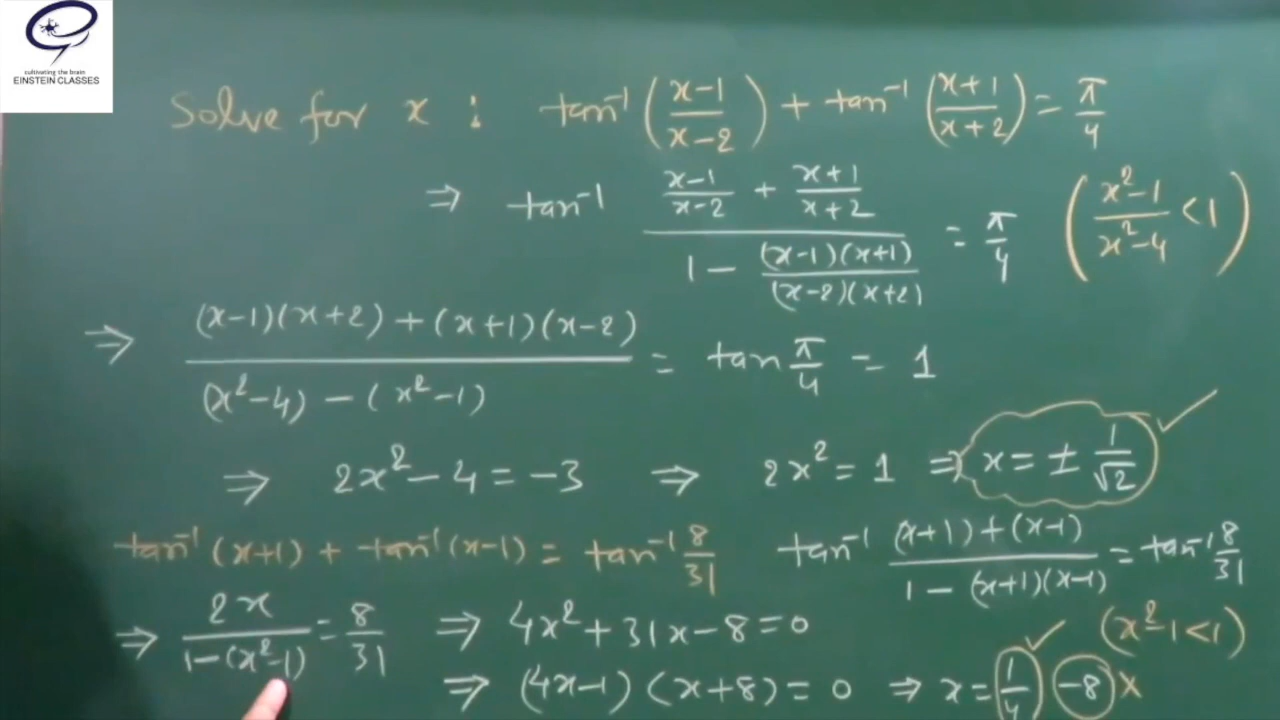 cultivating the brain
EINSTEIN CLASSES
Solve for x : tan⁻¹((x-1)/(x-2)) + tan⁻¹((x+1)/(x+2)) = π/4
⇒ tan⁻¹ ((x-1)/(x-2) + (x+1)/(x+2))/(1 - ((x-1)(x+1))/((x-2)(x+2))) = π/4 ((x²-1)/(x²-4) < 1)
⇒ ((x-1)(x+2) + (x+1)(x-2))/((x²-4) - (x²-1)) = tan π/4 = 1
⇒ 2x² - 4 = -3 ⇒ 2x² = 1 ⇒ x = ± 1/√2 ✓
tan⁻¹(x+1) + tan⁻¹(x-1) = tan⁻¹ 8/31 tan⁻¹ ((x+1)+(x-1))/(1 - (x+1)(x-1)) = tan⁻¹ 8/31
⇒ 2x/(1-(x²-1)) = 8/31 ⇒ 4x² + 31x - 8 = 0 (x²-1 < 1)
⇒ (4x-1)(x+8) = 0 ⇒ x = 1/4 ✓ -8 ×